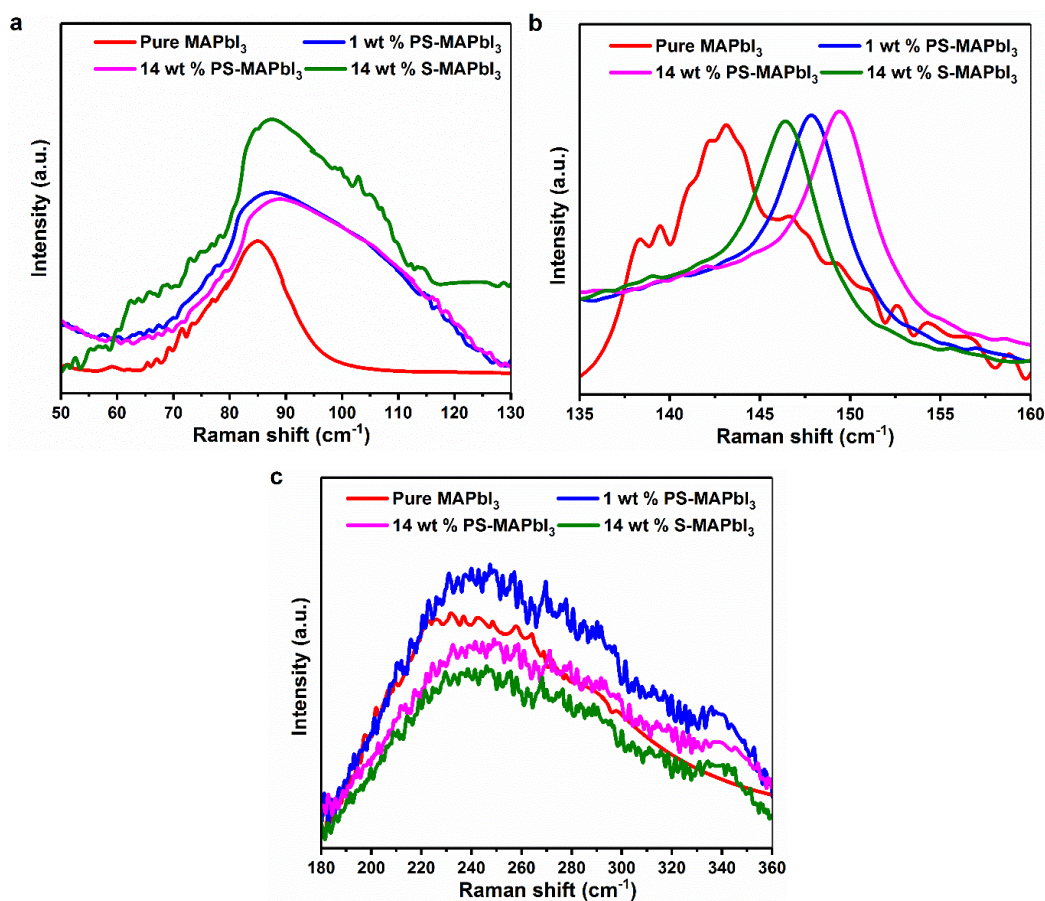 a
Pure MAPbI₃ 1 wt % PS-MAPbI₃
14 wt % PS-MAPbI₃ 14 wt % S-MAPbI₃
Intensity (a.u.)
50 60 70 80 90 100 110 120 130
Raman shift (cm⁻¹)
b
Pure MAPbI₃ 1 wt % PS-MAPbI₃
14 wt % PS-MAPbI₃ 14 wt % S-MAPbI₃
Intensity (a.u.)
135 140 145 150 155 160
Raman shift (cm⁻¹)
c
Pure MAPbI₃ 1 wt % PS-MAPbI₃
14 wt % PS-MAPbI₃ 14 wt % S-MAPbI₃
Intensity (a.u.)
180 200 220 240 260 280 300 320 340 360
Raman shift (cm⁻¹)